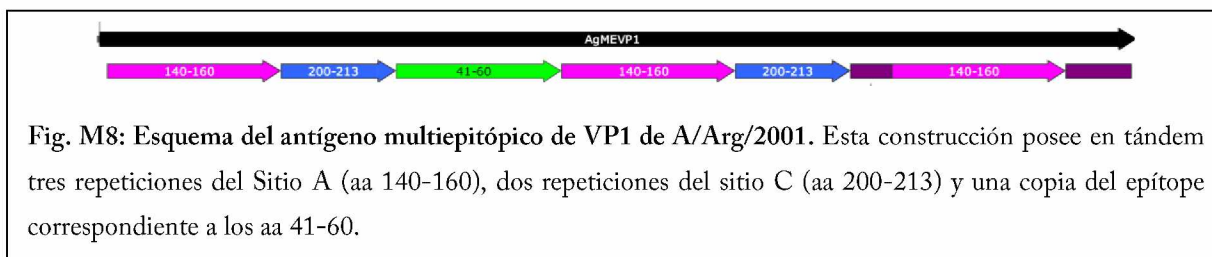 AgMEVP1
140-160 200-213 41-60 140-160 200-213 140-160
Fig. M8: Esquema del antígeno multiepitópico de VP1 de A/Arg/2001. Esta construcción posee en tándem
tres repeticiones del Sitio A (aa 140-160), dos repeticiones del sitio C (aa 200-213) y una copia del epítope
correspondiente a los aa 41-60.